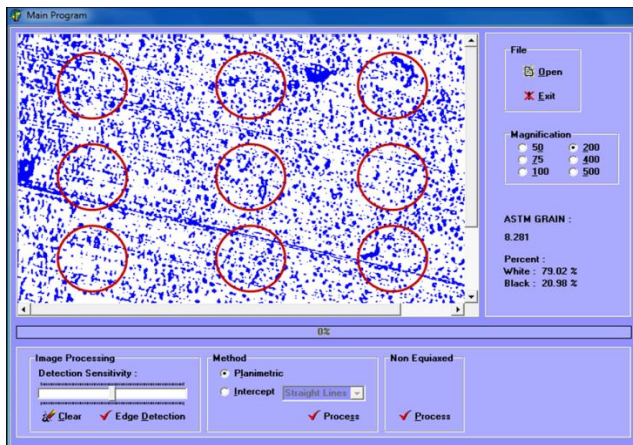 Main Program
File
Open
Exit
Magnification
50 200
75 400
100 500
ASTM GRAIN :
8.281
Percent :
White : 79.02 %
Black : 20.98 %
0%
Image Processing
Detection Sensitivity :
Clear Edge Detection
Method
Planimetric
Intercept Straight Lines
Process
Non Equiaxed
Process